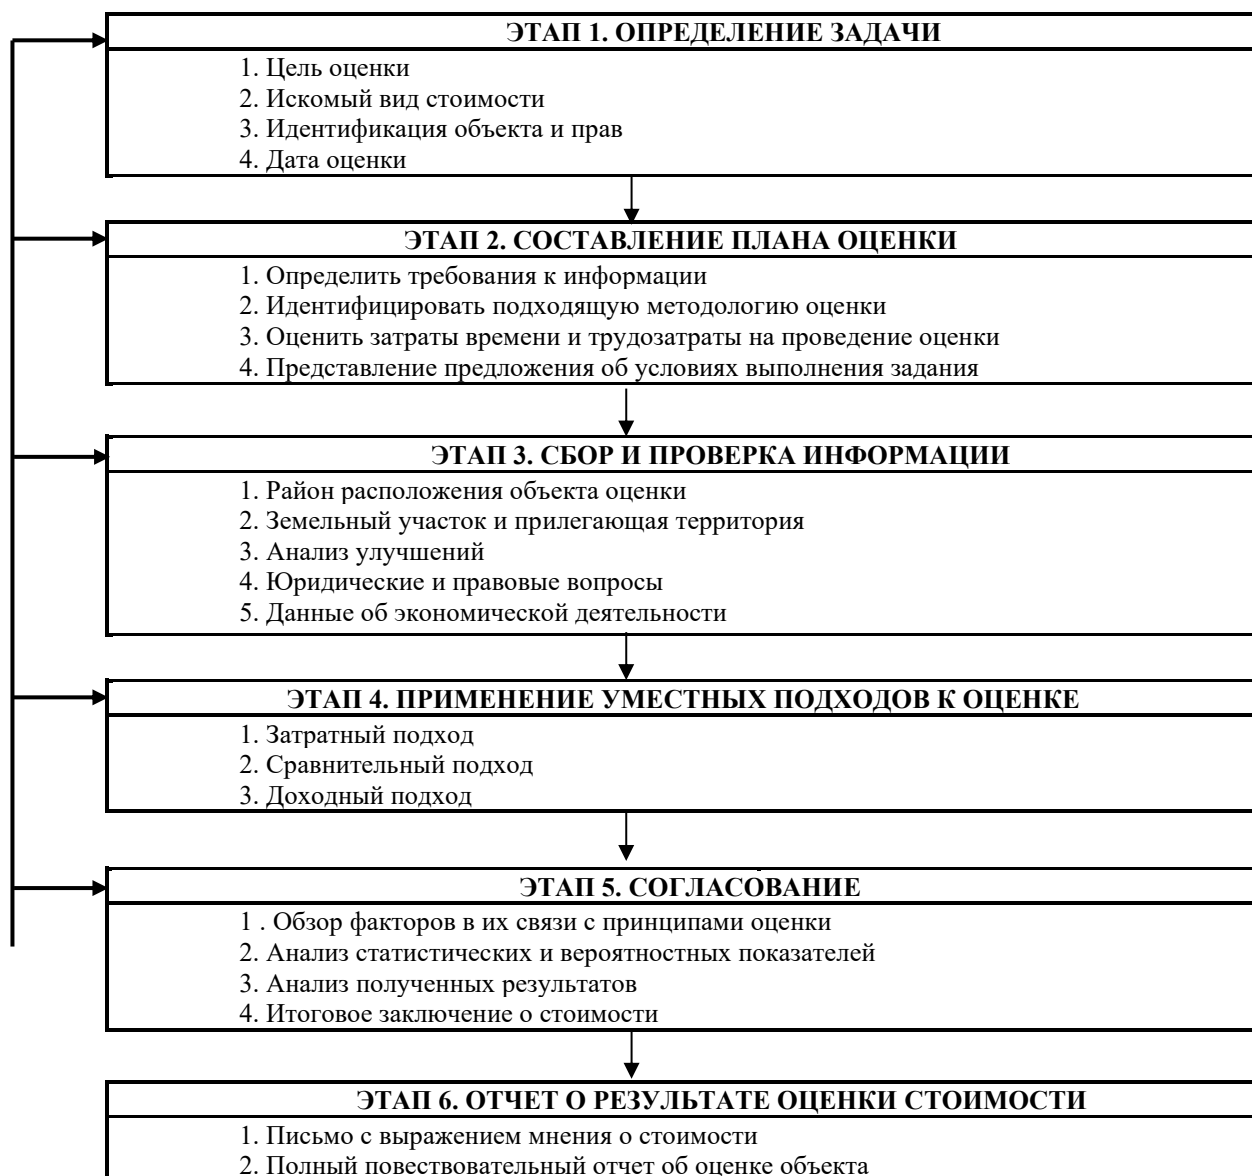 ЭТАП 1. ОПРЕДЕЛЕНИЕ ЗАДАЧИ
1. Цель оценки
2. Искомый вид стоимости
3. Идентификация объекта и прав
4. Дата оценки
ЭТАП 2. СОСТАВЛЕНИЕ ПЛАНА ОЦЕНКИ
1. Определить требования к информации
2. Идентифицировать подходящую методологию оценки
3. Оценить затраты времени и трудозатраты на проведение оценки
4. Представление предложения об условиях выполнения задания
ЭТАП 3. СБОР И ПРОВЕРКА ИНФОРМАЦИИ
1. Район расположения объекта оценки
2. Земельный участок и прилегающая территория
3. Анализ улучшений
4. Юридические и правовые вопросы
5. Данные об экономической деятельности
ЭТАП 4. ПРИМЕНЕНИЕ УМЕСТНЫХ ПОДХОДОВ К ОЦЕНКЕ
1. Затратный подход
2. Сравнительный подход
3. Доходный подход
ЭТАП 5. СОГЛАСОВАНИЕ
1 . Обзор факторов в их связи с принципами оценки
2. Анализ статистических и вероятностных показателей
3. Анализ полученных результатов
4. Итоговое заключение о стоимости
ЭТАП 6. ОТЧЕТ О РЕЗУЛЬТАТЕ ОЦЕНКИ СТОИМОСТИ
1. Письмо с выражением мнения о стоимости
2. Полный повествовательный отчет об оценке объекта